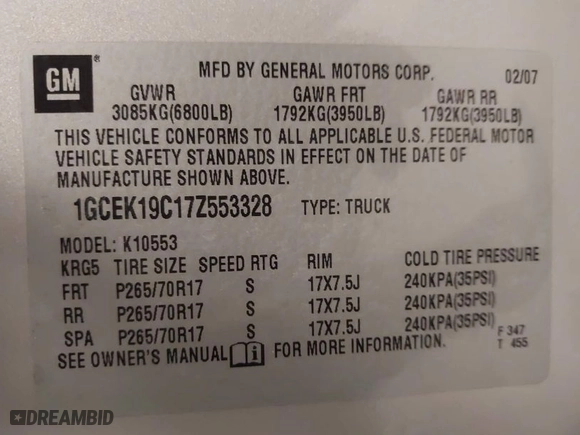 GM ®
MFD BY GENERAL MOTORS CORP. 02/07
GVWR GAWR FRT GAWR RR
3085KG(6800LB) 1792KG(3950LB) 1792KG(3950LB)
THIS VEHICLE CONFORMS TO ALL APPLICABLE U.S. FEDERAL MOTOR
VEHICLE SAFETY STANDARDS IN EFFECT ON THE DATE OF
MANUFACTURE SHOWN ABOVE.
1GCEK19C17Z553328 TYPE: TRUCK
MODEL: K10553
KRG5 TIRE SIZE SPEED RTG RIM COLD TIRE PRESSURE
FRT P265/70R17 S 17X7.5J 240KPA(35PSI)
RR P265/70R17 S 17X7.5J 240KPA(35PSI)
SPA P265/70R17 S 17X7.5J 240KPA(35PSI)
SEE OWNER'S MANUAL i FOR MORE INFORMATION.
F 347
T 455
DREAMBID